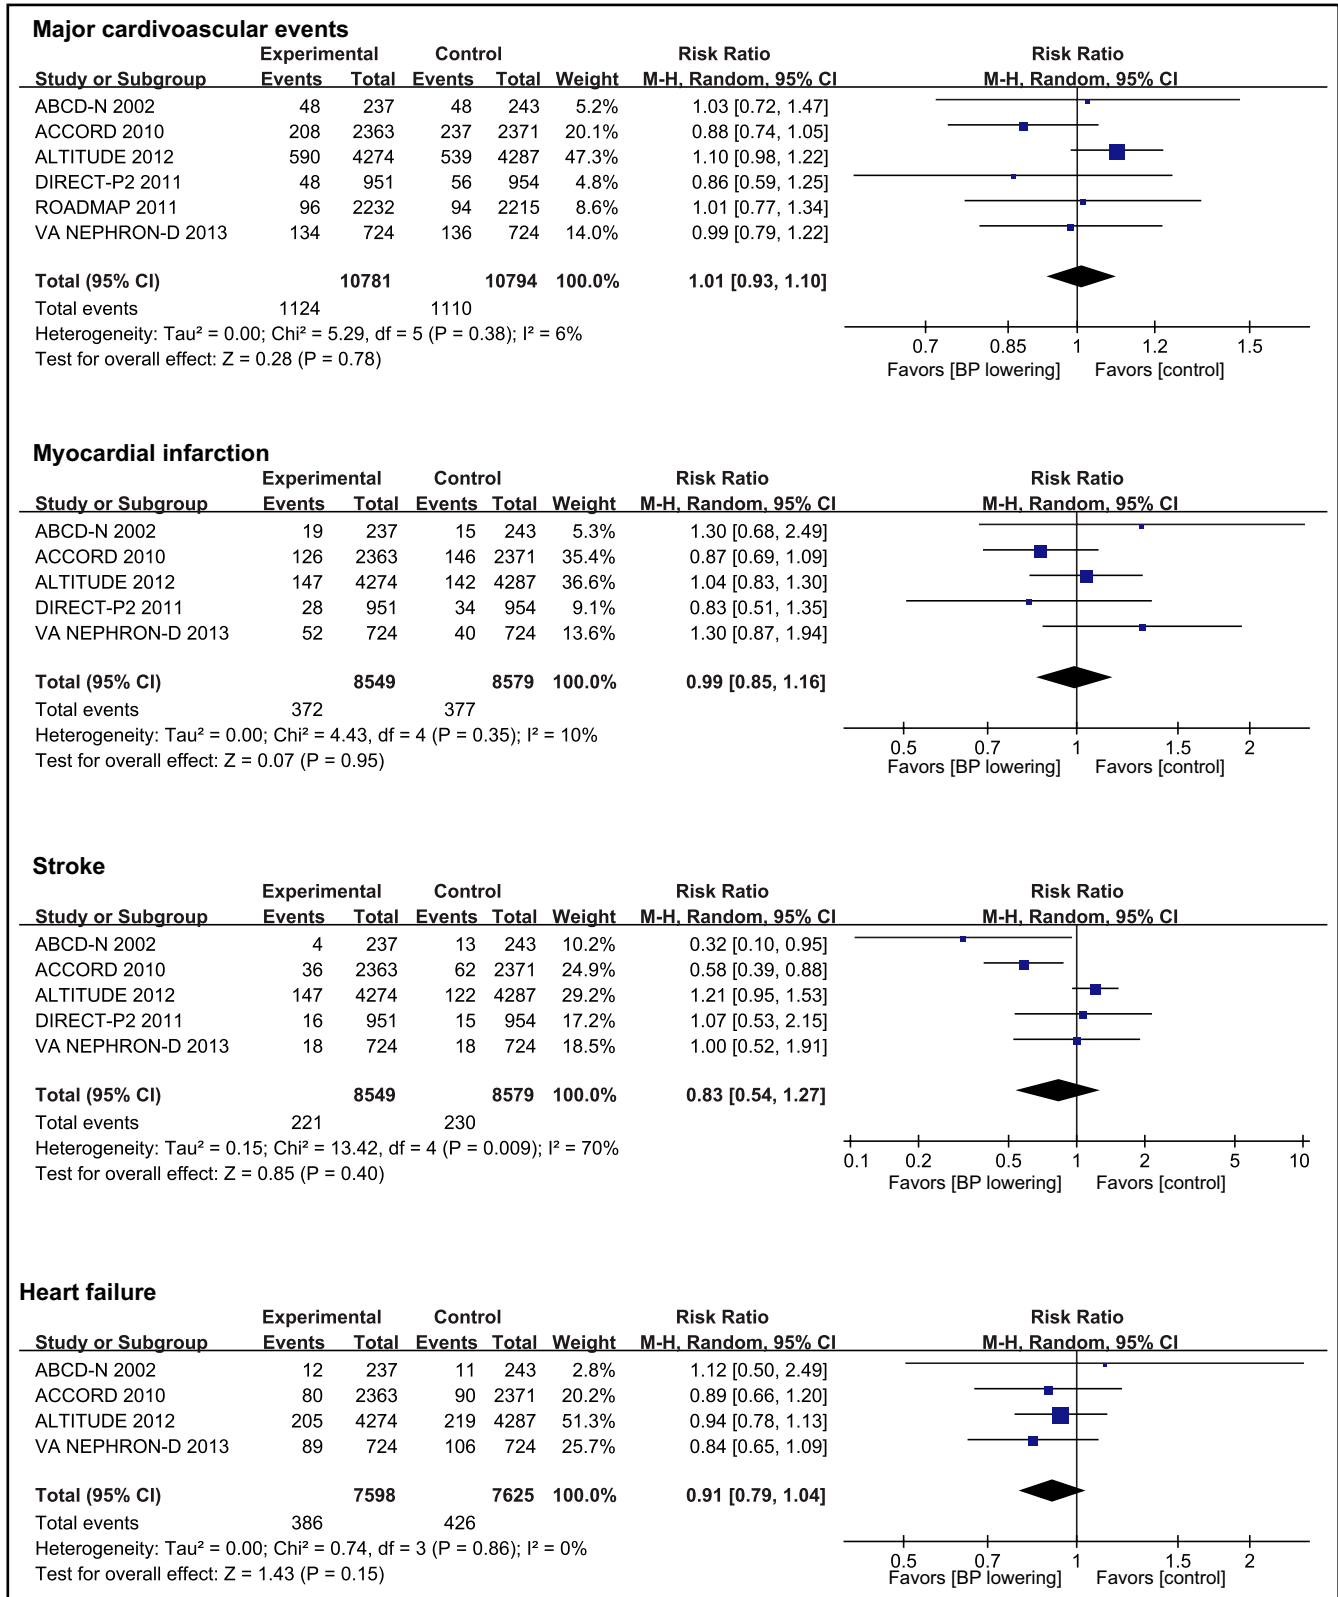 Major cardivoascular events
Experimental Control Risk Ratio Risk Ratio
Study or Subgroup Events Total Events Total Weight M-H, Random, 95% CI M-H, Random, 95% CI
ABCD-N 2002 48 237 48 243 5.2% 1.03 [0.72, 1.47]
ACCORD 2010 208 2363 237 2371 20.1% 0.88 [0.74, 1.05]
ALTITUDE 2012 590 4274 539 4287 47.3% 1.10 [0.98, 1.22]
DIRECT-P2 2011 48 951 56 954 4.8% 0.86 [0.59, 1.25]
ROADMAP 2011 96 2232 94 2215 8.6% 1.01 [0.77, 1.34]
VA NEPHRON-D 2013 134 724 136 724 14.0% 0.99 [0.79, 1.22]
Total (95% CI) 10781 10794 100.0% 1.01 [0.93, 1.10]
Total events 1124 1110
Heterogeneity: Tau² = 0.00; Chi² = 5.29, df = 5 (P = 0.38); I² = 6%
Test for overall effect: Z = 0.28 (P = 0.78)
0.7 0.85 1 1.2 1.5
Favors [BP lowering] Favors [control]
Myocardial infarction
Experimental Control Risk Ratio Risk Ratio
Study or Subgroup Events Total Events Total Weight M-H, Random, 95% CI M-H, Random, 95% CI
ABCD-N 2002 19 237 15 243 5.3% 1.30 [0.68, 2.49]
ACCORD 2010 126 2363 146 2371 35.4% 0.87 [0.69, 1.09]
ALTITUDE 2012 147 4274 142 4287 36.6% 1.04 [0.83, 1.30]
DIRECT-P2 2011 28 951 34 954 9.1% 0.83 [0.51, 1.35]
VA NEPHRON-D 2013 52 724 40 724 13.6% 1.30 [0.87, 1.94]
Total (95% CI) 8549 8579 100.0% 0.99 [0.85, 1.16]
Total events 372 377
Heterogeneity: Tau² = 0.00; Chi² = 4.43, df = 4 (P = 0.35); I² = 10%
Test for overall effect: Z = 0.07 (P = 0.95)
0.5 0.7 1 1.5 2
Favors [BP lowering] Favors [control]
Stroke
Experimental Control Risk Ratio Risk Ratio
Study or Subgroup Events Total Events Total Weight M-H, Random, 95% CI M-H, Random, 95% CI
ABCD-N 2002 4 237 13 243 10.2% 0.32 [0.10, 0.95]
ACCORD 2010 36 2363 62 2371 24.9% 0.58 [0.39, 0.88]
ALTITUDE 2012 147 4274 122 4287 29.2% 1.21 [0.95, 1.53]
DIRECT-P2 2011 16 951 15 954 17.2% 1.07 [0.53, 2.15]
VA NEPHRON-D 2013 18 724 18 724 18.5% 1.00 [0.52, 1.91]
Total (95% CI) 8549 8579 100.0% 0.83 [0.54, 1.27]
Total events 221 230
Heterogeneity: Tau² = 0.15; Chi² = 13.42, df = 4 (P = 0.009); I² = 70%
Test for overall effect: Z = 0.85 (P = 0.40)
0.1 0.2 0.5 1 2 5 10
Favors [BP lowering] Favors [control]
Heart failure
Experimental Control Risk Ratio Risk Ratio
Study or Subgroup Events Total Events Total Weight M-H, Random, 95% CI M-H, Random, 95% CI
ABCD-N 2002 12 237 11 243 2.8% 1.12 [0.50, 2.49]
ACCORD 2010 80 2363 90 2371 20.2% 0.89 [0.66, 1.20]
ALTITUDE 2012 205 4274 219 4287 51.3% 0.94 [0.78, 1.13]
VA NEPHRON-D 2013 89 724 106 724 25.7% 0.84 [0.65, 1.09]
Total (95% CI) 7598 7625 100.0% 0.91 [0.79, 1.04]
Total events 386 426
Heterogeneity: Tau² = 0.00; Chi² = 0.74, df = 3 (P = 0.86); I² = 0%
Test for overall effect: Z = 1.43 (P = 0.15)
0.5 0.7 1 1.5 2
Favors [BP lowering] Favors [control]